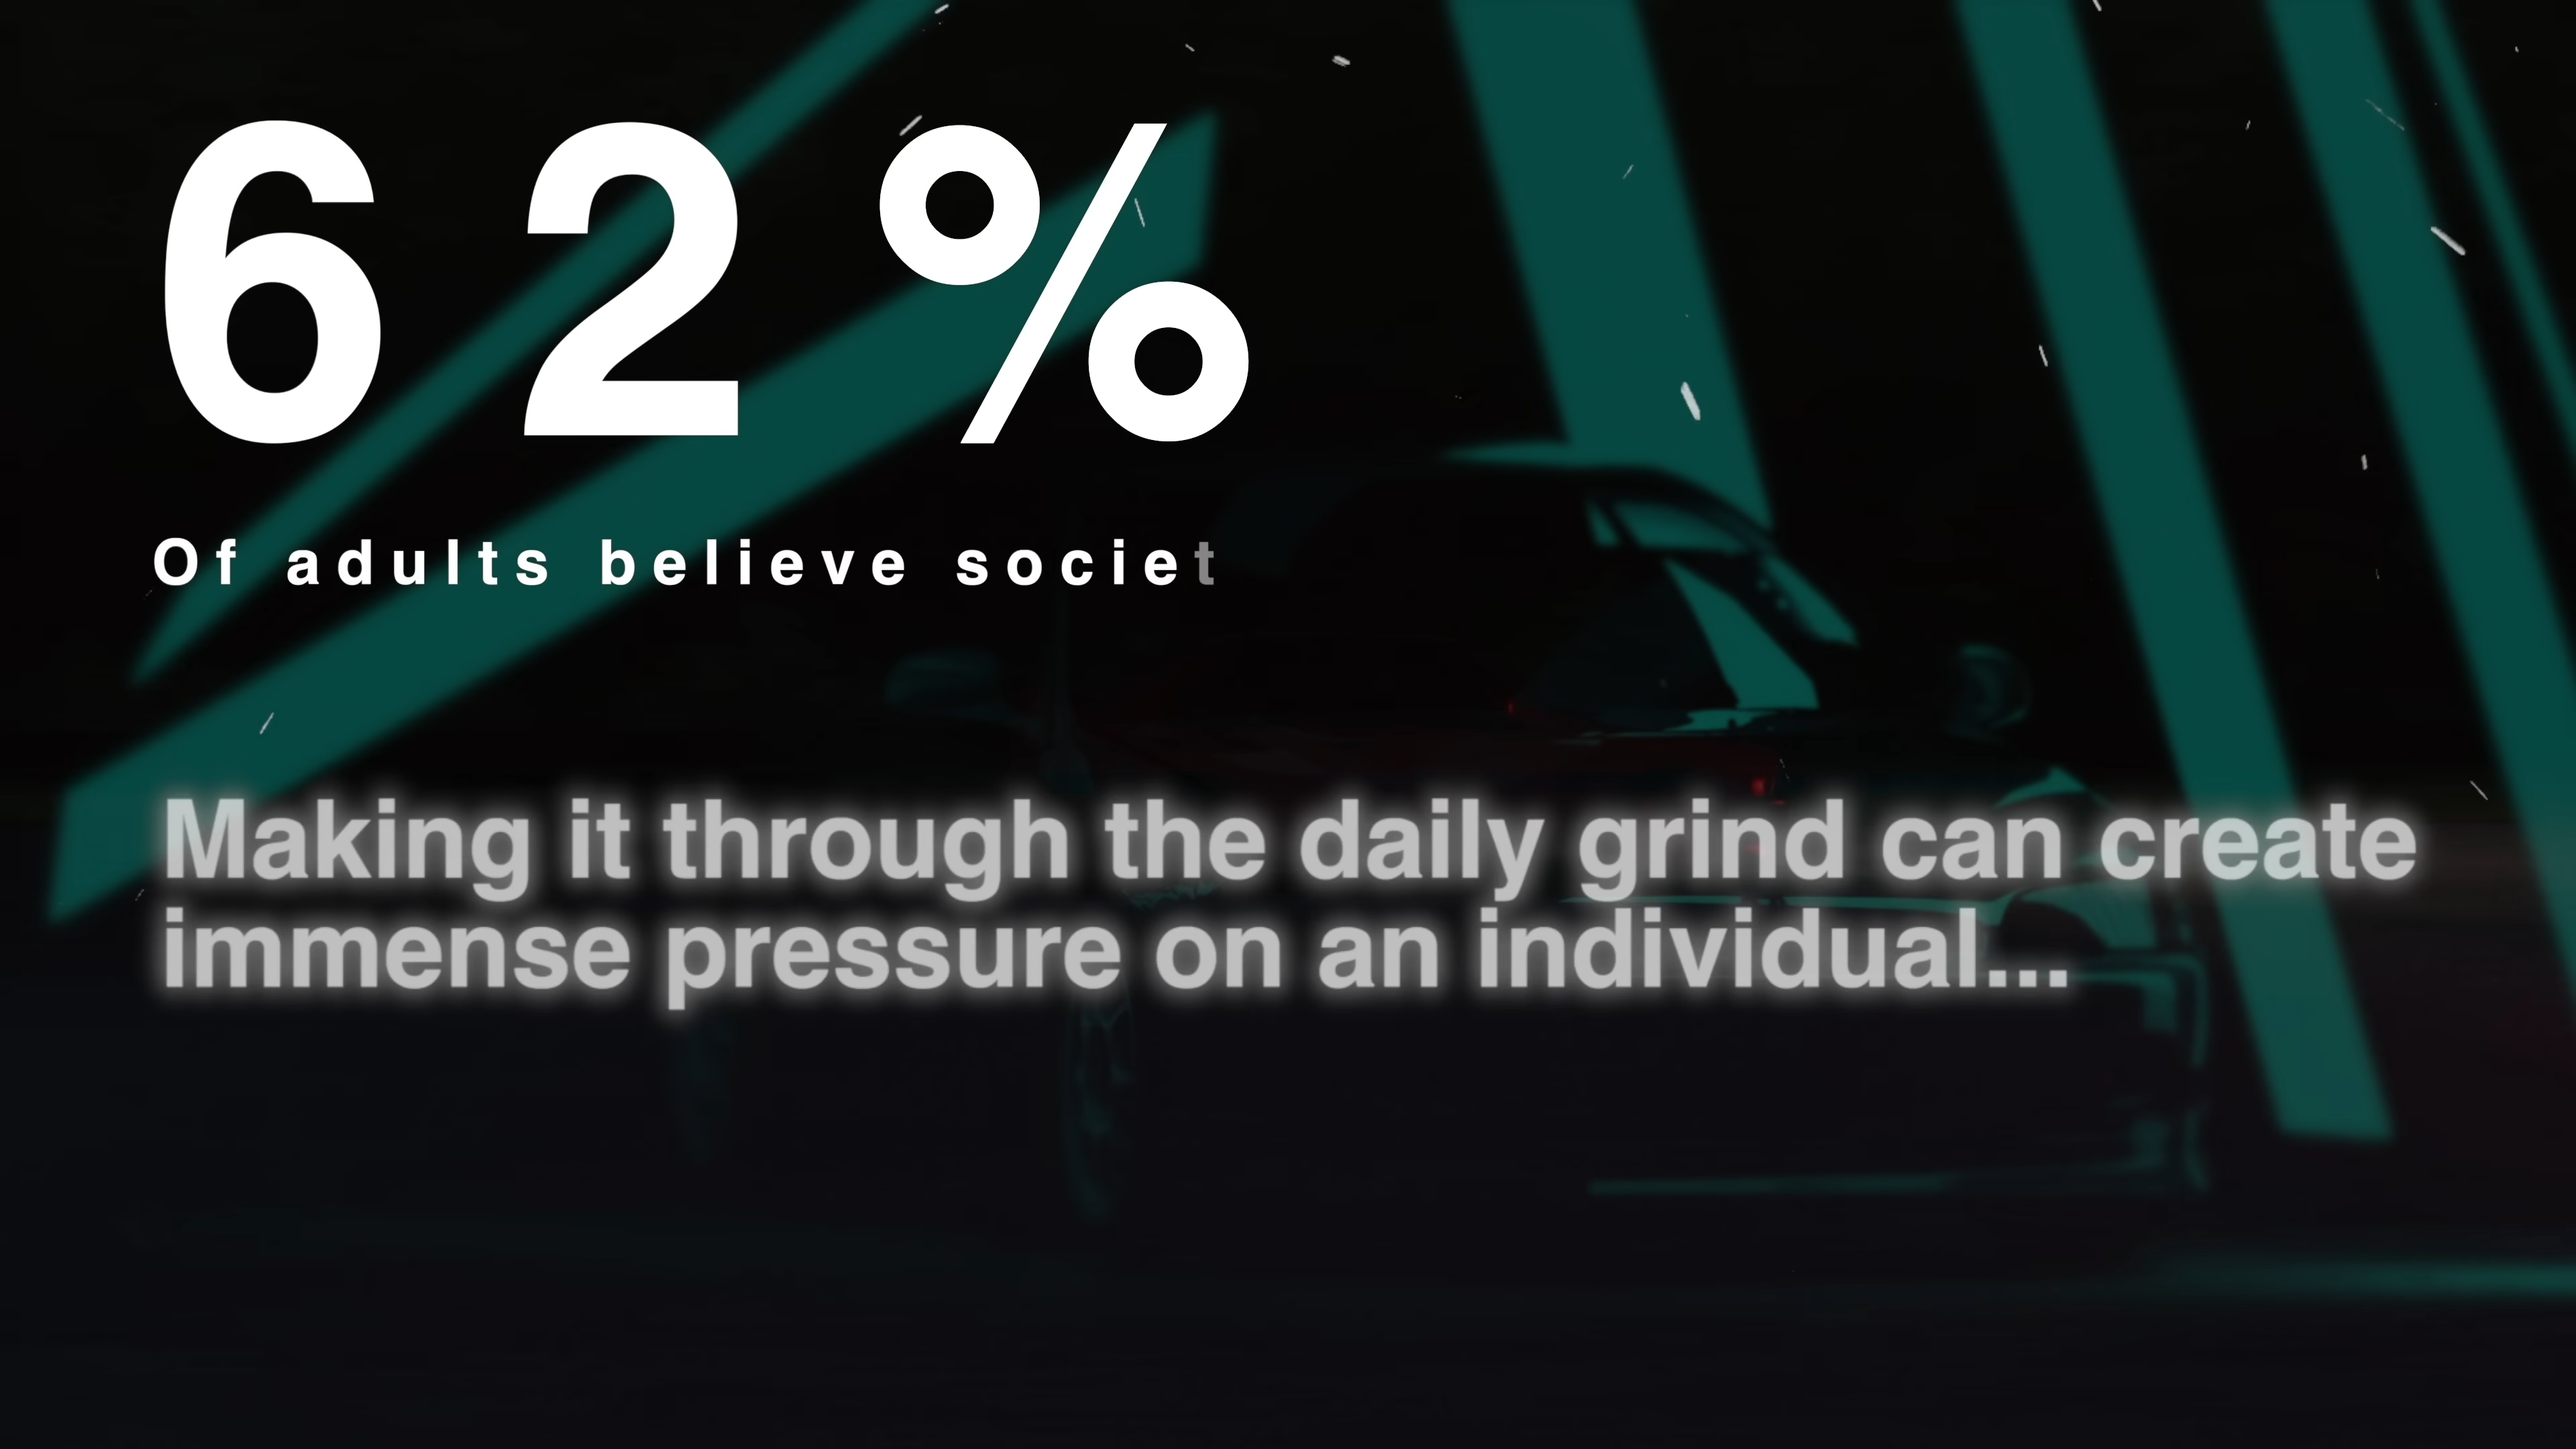 62%
Of adults believe societ
Making it through the daily grind can create
immense pressure on an individual...